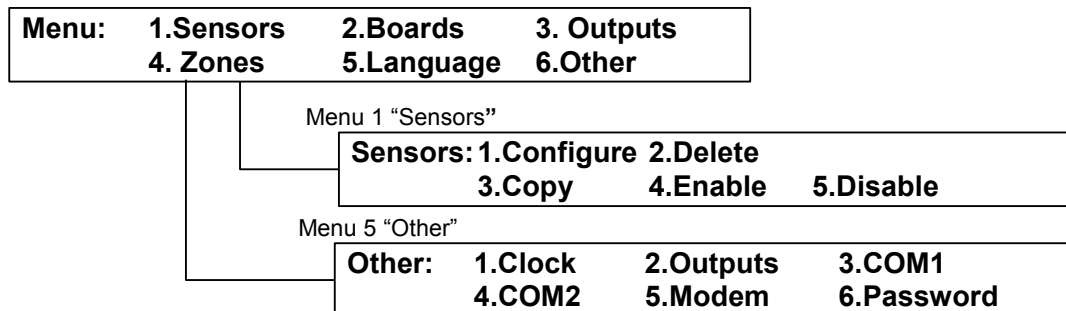 Menu: 1.Sensors 2.Boards 3. Outputs
4. Zones 5.Language 6.Other
Menu 1 “Sensors”
Sensors: 1.Configure 2.Delete
3.Copy 4.Enable 5.Disable
Menu 5 “Other”
Other: 1.Clock 2.Outputs 3.COM1
4.COM2 5.Modem 6.Password